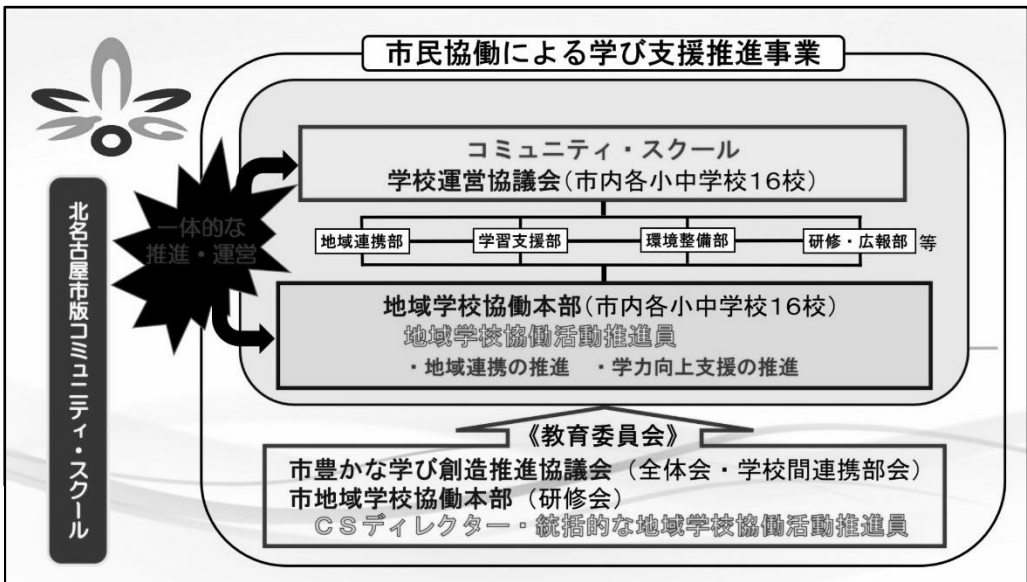 市民協働による学び支援推進事業
北名古屋市版コミュニティ・スクール
一体的な
推進・運営
コミュニティ・スクール
学校運営協議会(市内各小中学校16校)
地域連携部 学習支援部 環境整備部 研修・広報部 等
地域学校協働本部(市内各小中学校16校)
地域学校協働活動推進員
・地域連携の推進 ・学力向上支援の推進
《教育委員会》
市豊かな学び創造推進協議会(全体会・学校間連携部会)
市地域学校協働本部(研修会)
CSディレクター・統括的な地域学校協働活動推進員